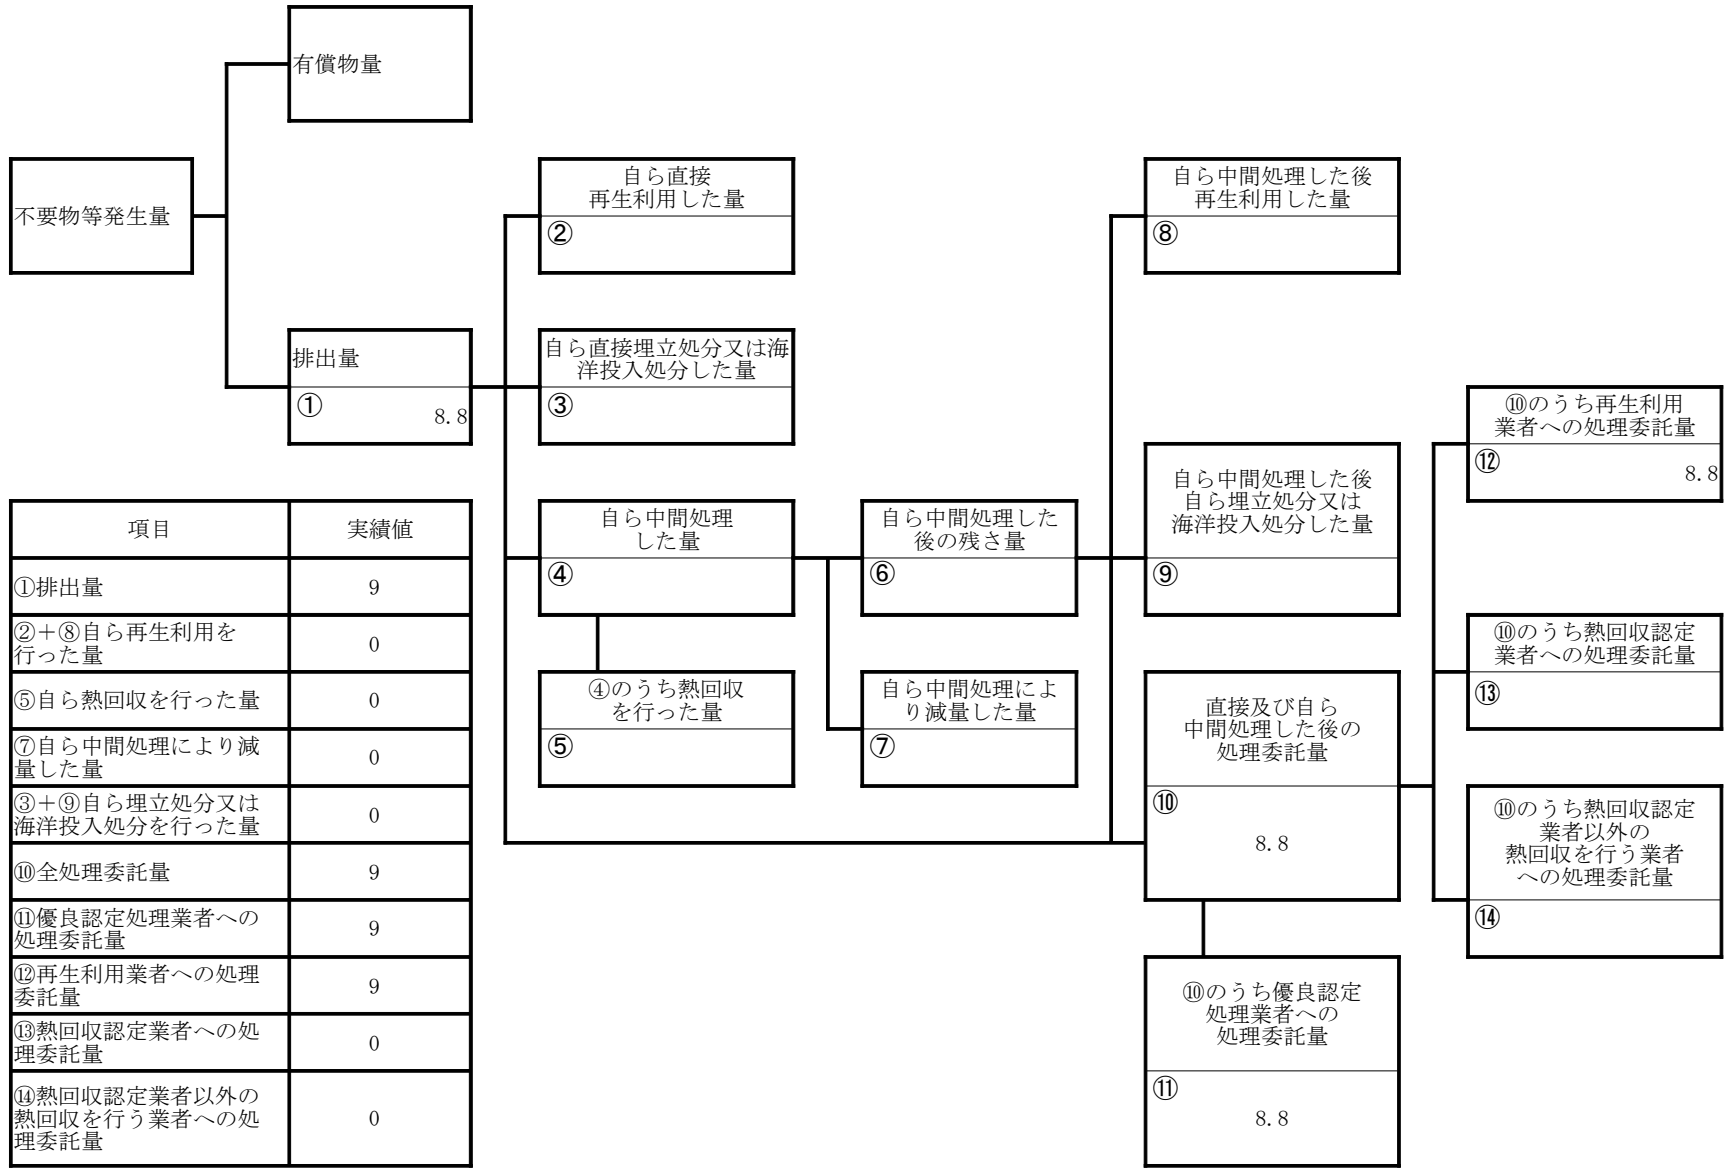 有償物量
不要物等発生量
自ら直接
再生利用した量
②
自ら中間処理した後
再生利用した量
⑧
排出量
①
8.8
自ら直接埋立処分又は海
洋投入処分した量
③
⑩のうち再生利用
業者への処理委託量
⑫
8.8
自ら中間処理
した量
④
自ら中間処理した
後の残さ量
⑥
自ら中間処理した後
自ら埋立処分又は
海洋投入処分した量
⑨
⑩のうち熱回収認定
業者への処理委託量
⑬
④のうち熱回収
を行った量
⑤
自ら中間処理によ
り減量した量
⑦
直接及び自ら
中間処理した後の
処理委託量
⑩
8.8
⑩のうち熱回収認定
業者以外の
熱回収を行う業者
への処理委託量
⑭
⑩のうち優良認定
処理業者への
処理委託量
⑪
8.8
項目 実績値
①排出量 9
②＋⑧自ら再生利用を
行った量 0
⑤自ら熱回収を行った量 0
⑦自ら中間処理により減
量した量 0
③＋⑨自ら埋立処分又は
海洋投入処分を行った量 0
⑩全処理委託量 9
⑪優良認定処理業者への
処理委託量 9
⑫再生利用業者への処理
委託量 9
⑬熱回収認定業者への処
理委託量 0
⑭熱回収認定業者以外の
熱回収を行う業者への処
理委託量 0